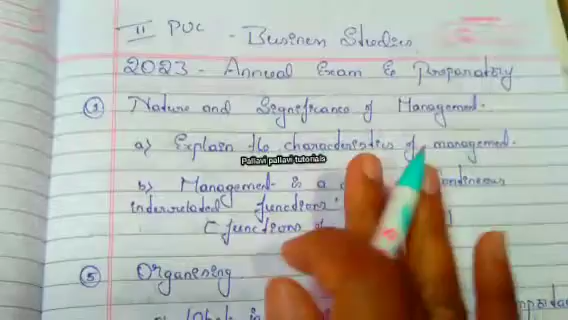 II PUC - Business Studies
2023 - Annual Exam & Preparatory
① Nature and Significance of Management.
a) Explain the characteristics of management.
Pallavi pallavi tutorials
b) Management is a
interrelated functions'
[functions of
⑤ Organising